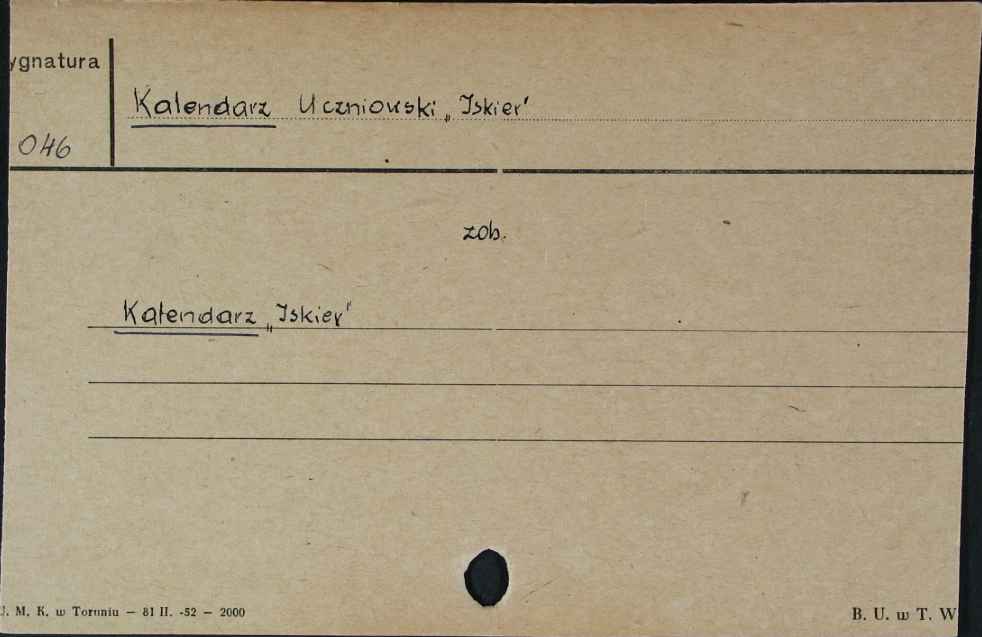 ygnatura
Kalendarz Uczniowski „Iskier"
046
zob.
Kalendarz „Iskier"
J. M. K. w Toruniu — 81 II. -52 — 2000
B. U. w T. W